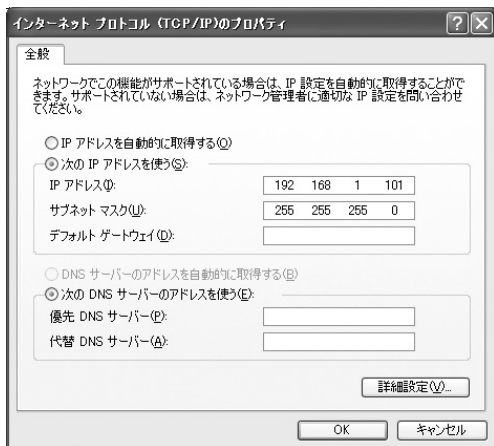 インターネット プロトコル (TCP/IP)のプロパティ
全般
ネットワークでこの機能がサポートされている場合は、IP 設定を自動的に取得することがで
きます。サポートされていない場合は、ネットワーク管理者に適切な IP 設定を問い合わせ
てください。
IP アドレスを自動的に取得する(O)
次の IP アドレスを使う(S):
IP アドレス(I): 192 168 1 101
サブネット マスク(U): 255 255 255 0
デフォルト ゲートウェイ(D):
DNS サーバーのアドレスを自動的に取得する(B)
次の DNS サーバーのアドレスを使う(E):
優先 DNS サーバー(P):
代替 DNS サーバー(A):
詳細設定(V)...
OK キャンセル